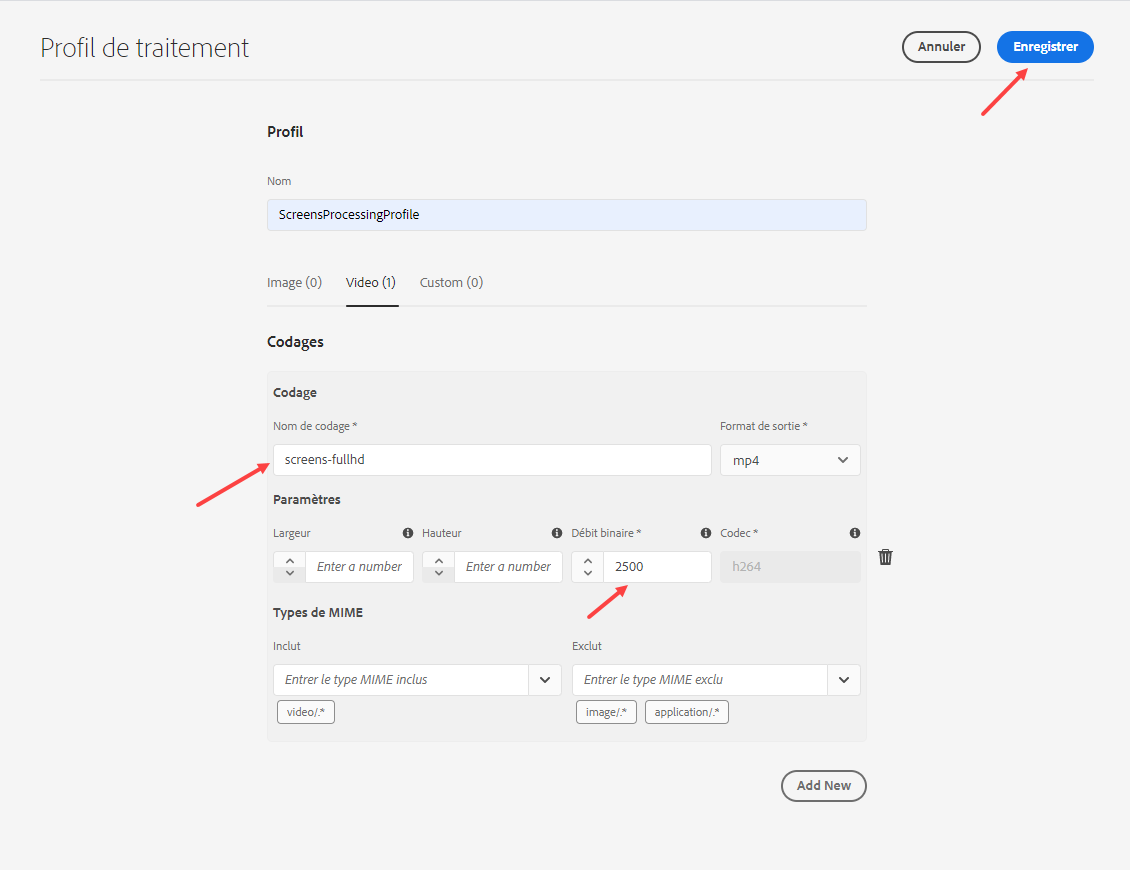 Profil de traitement
Annuler
Enregistrer
Profil
Nom
ScreensProcessingProfile
Image (0) Video (1) Custom (0)
Codages
Codage
Nom de codage * Format de sortie *
screens-fullhd mp4
Paramètres
Largeur Hauteur Débit binaire * Codec *
Enter a number Enter a number 2500 h264
Types de MIME
Inclut Exclut
Entrer le type MIME inclus Entrer le type MIME exclu
video/.* image/.* application/.*
Add New